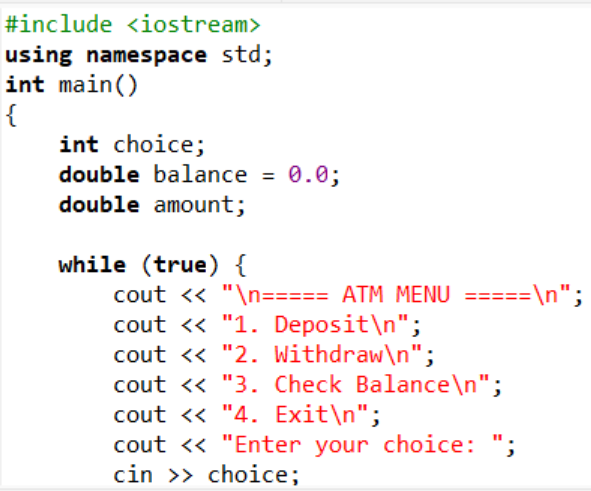 #include <iostream>
using namespace std;
int main()
{
    int choice;
    double balance = 0.0;
    double amount;

    while (true) {
        cout << "\n===== ATM MENU =====\n";
        cout << "1. Deposit\n";
        cout << "2. Withdraw\n";
        cout << "3. Check Balance\n";
        cout << "4. Exit\n";
        cout << "Enter your choice: ";
        cin >> choice;